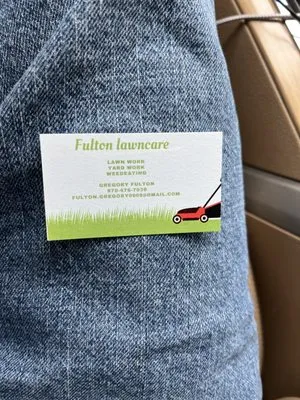 Fulton lawncare
LAWN WORK
YARD WORK
WEEDEATING
GREGORY FULTON